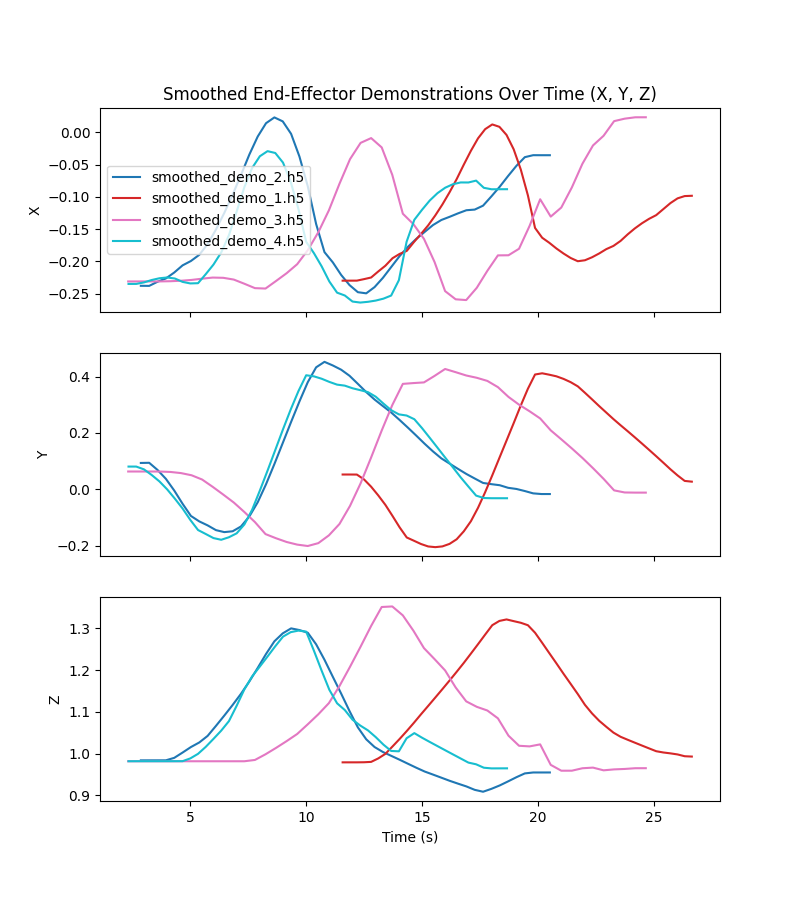 Smoothed End-Effector Demonstrations Over Time (X, Y, Z)
0.00
−0.05
−0.10
−0.15
−0.20
−0.25
X
smoothed_demo_2.h5
smoothed_demo_1.h5
smoothed_demo_3.h5
smoothed_demo_4.h5
0.4
0.2
0.0
−0.2
Y
1.3
1.2
1.1
1.0
0.9
Z
5 10 15 20 25
Time (s)